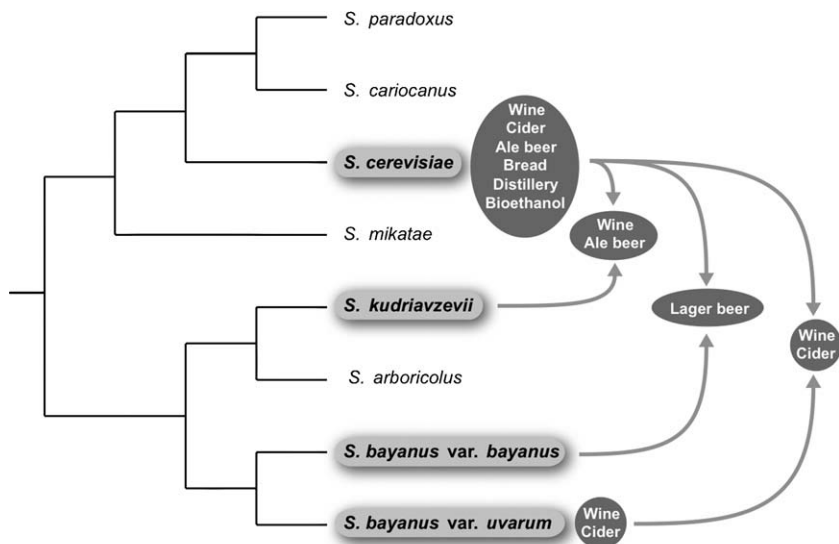 S. paradoxus
S. cariocanus
S. cerevisiae
Wine
Cider
Ale beer
Bread
Distillery
Bioethanol
S. mikatae
Wine
Ale beer
S. kudriavzevii
Lager beer
Wine
Cider
S. arboricolus
S. bayanus var. bayanus
S. bayanus var. uvarum
Wine
Cider